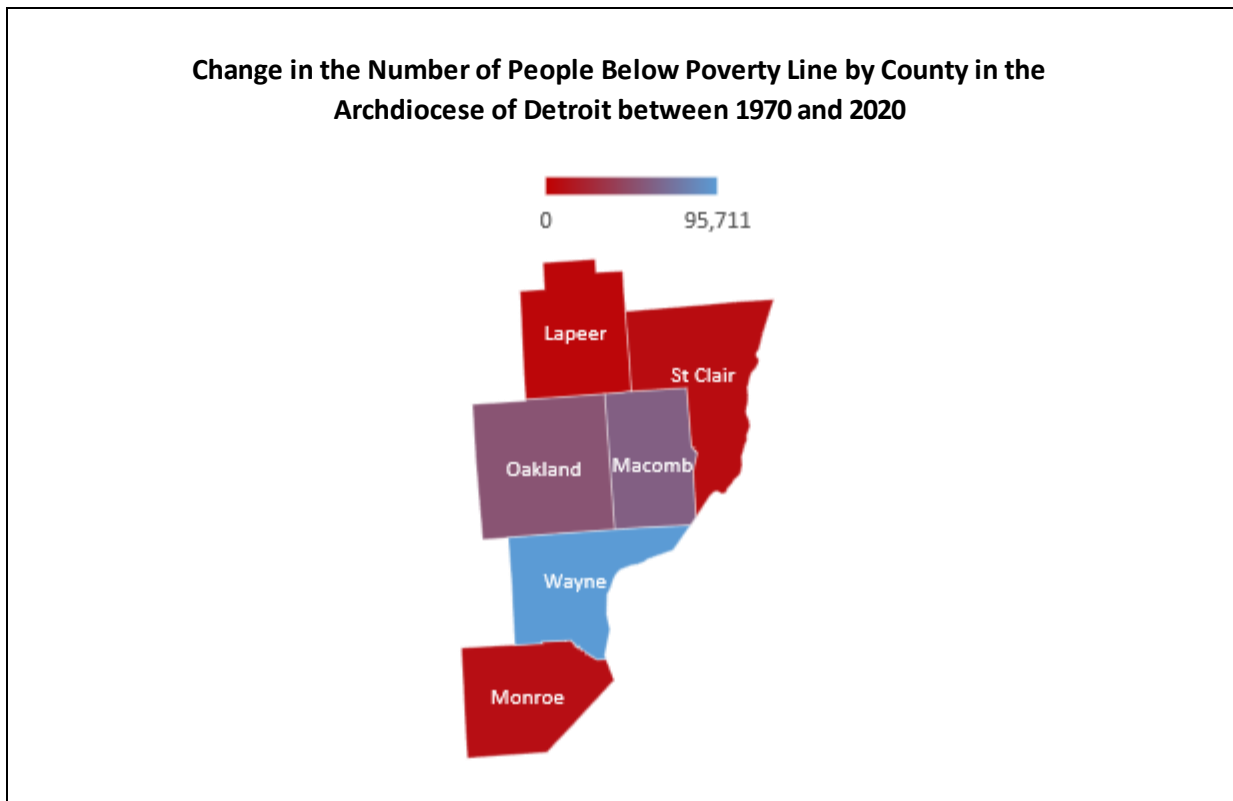 Change in the Number of People Below Poverty Line by County in the
Archdiocese of Detroit between 1970 and 2020
0 95,711
Lapeer
St Clair
Oakland
Macomb
Wayne
Monroe